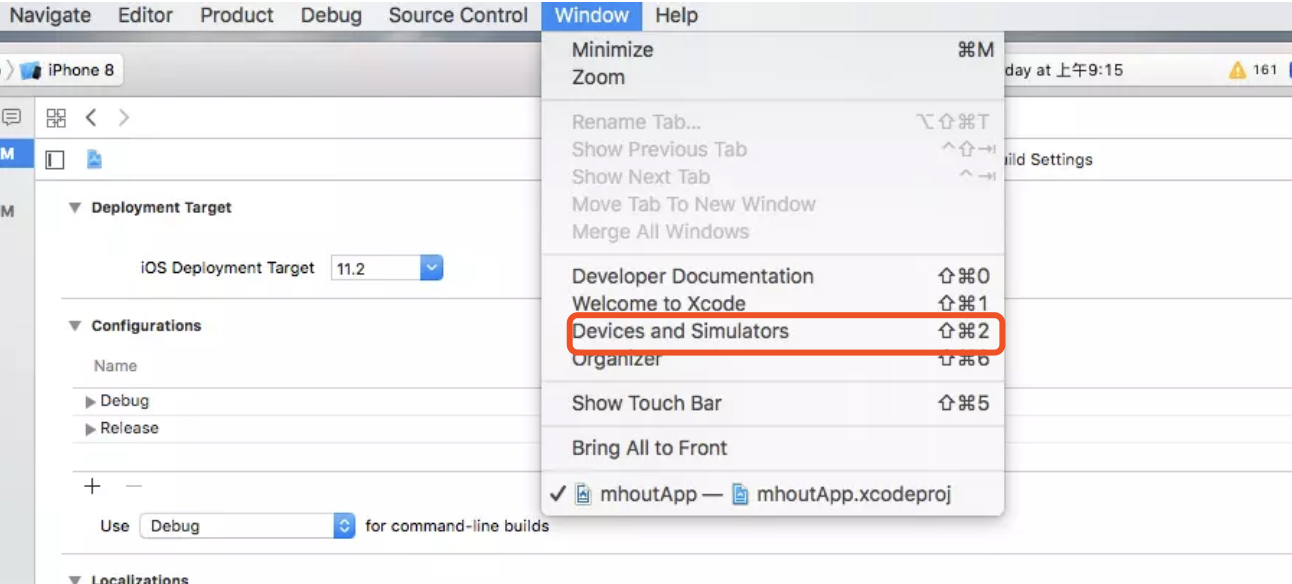 Navigate Editor Product Debug Source Control Window Help
iPhone 8
day at 上午9:15
161
Minimize ⌘M
Zoom
Rename Tab... ⌥⇧⌘T
Show Previous Tab ^⇧⇥
Show Next Tab ^⇥
Move Tab To New Window
Merge All Windows
Developer Documentation ⇧⌘0
Welcome to Xcode ⇧⌘1
Devices and Simulators ⇧⌘2
Organizer ⇧⌘6
Show Touch Bar ⇧⌘5
Bring All to Front
✓ mhoutApp — mhoutApp.xcodeproj
M
M
ild Settings
Deployment Target
iOS Deployment Target 11.2
Configurations
Name
Debug
Release
+ —
Use Debug for command-line builds
Localizations